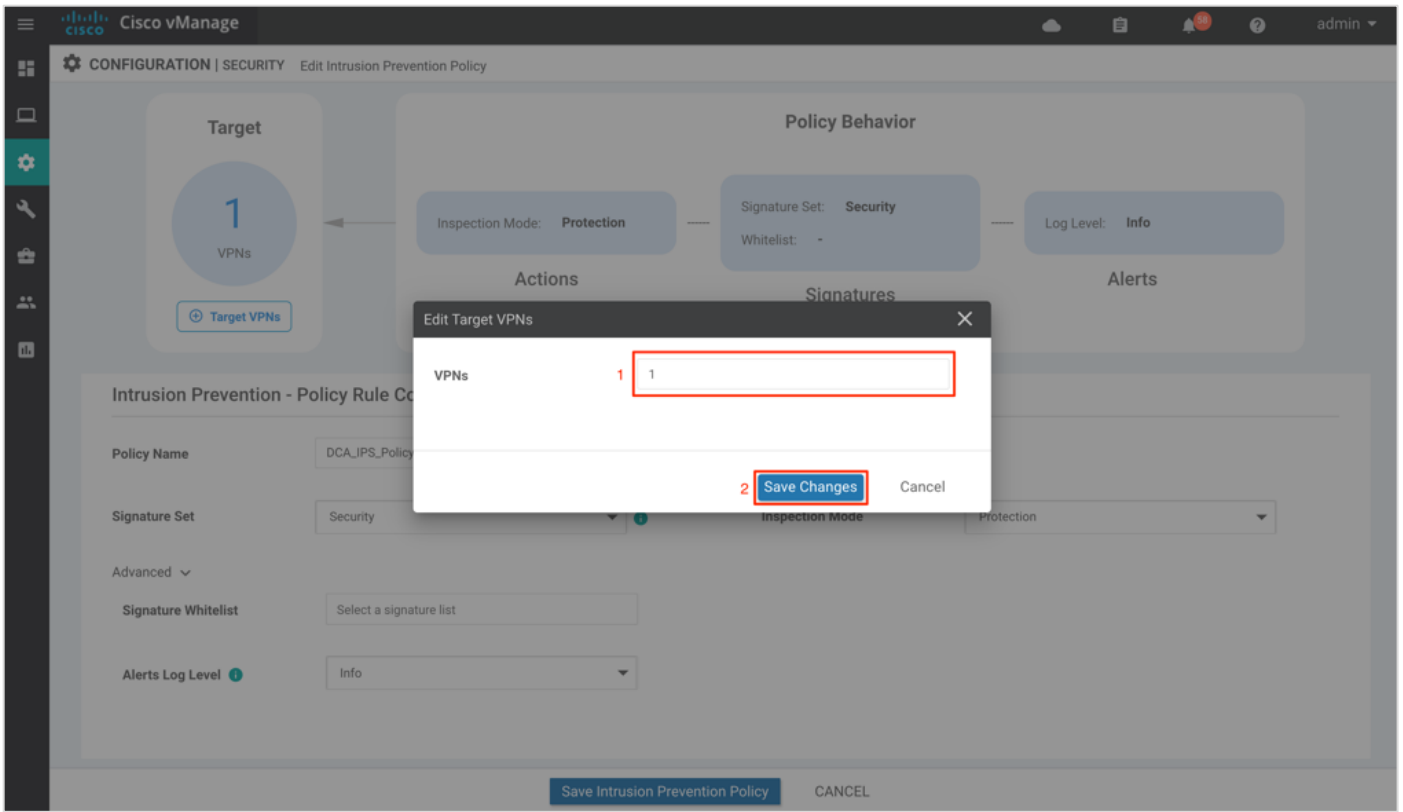 cisco Cisco vManage 58 admin
CONFIGURATION | SECURITY Edit Intrusion Prevention Policy
Target
1
VPNs
Target VPNs
Policy Behavior
Inspection Mode: Protection
Actions
Signature Set: Security
Whitelist: -
Signatures
Log Level: Info
Alerts
Edit Target VPNs
VPNs 1 1
2 Save Changes Cancel
Intrusion Prevention - Policy Rule Co
Policy Name DCA_IPS_Policy
Signature Set Security Inspection Mode Protection
Advanced
Signature Whitelist Select a signature list
Alerts Log Level Info
Save Intrusion Prevention Policy CANCEL